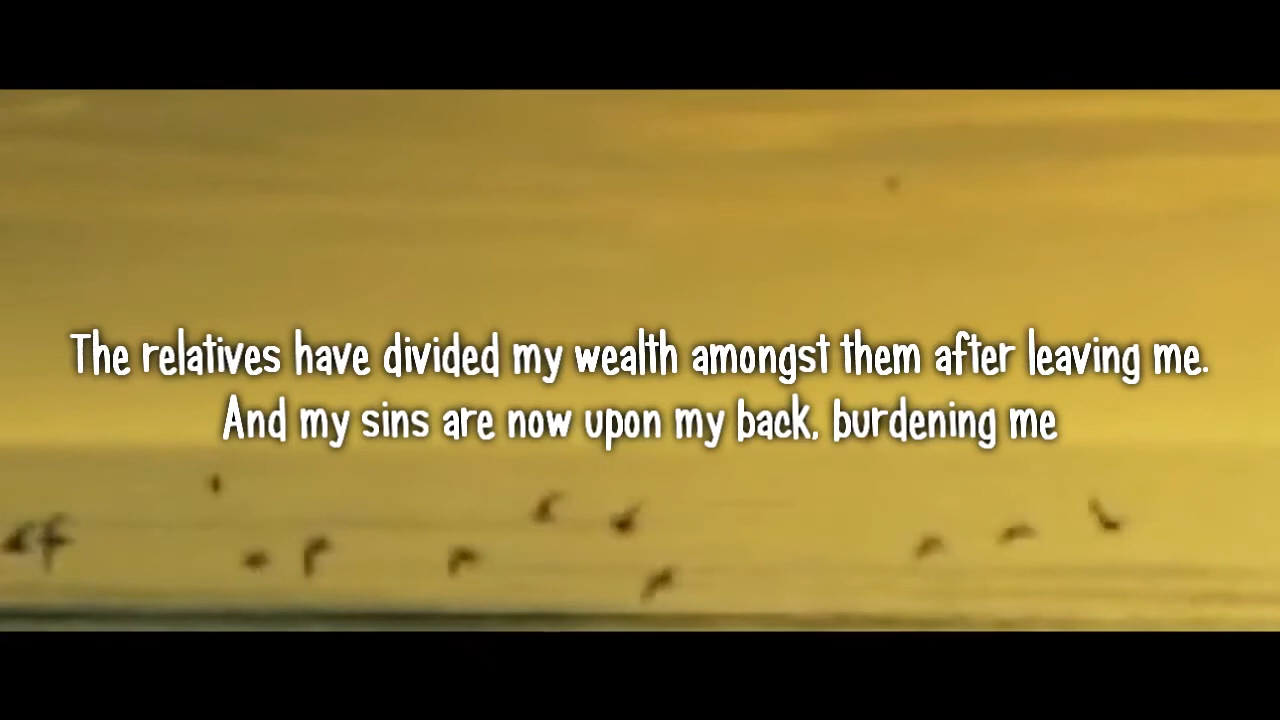 The relatives have divided my wealth amongst them after leaving me.
And my sins are now upon my back, burdening me